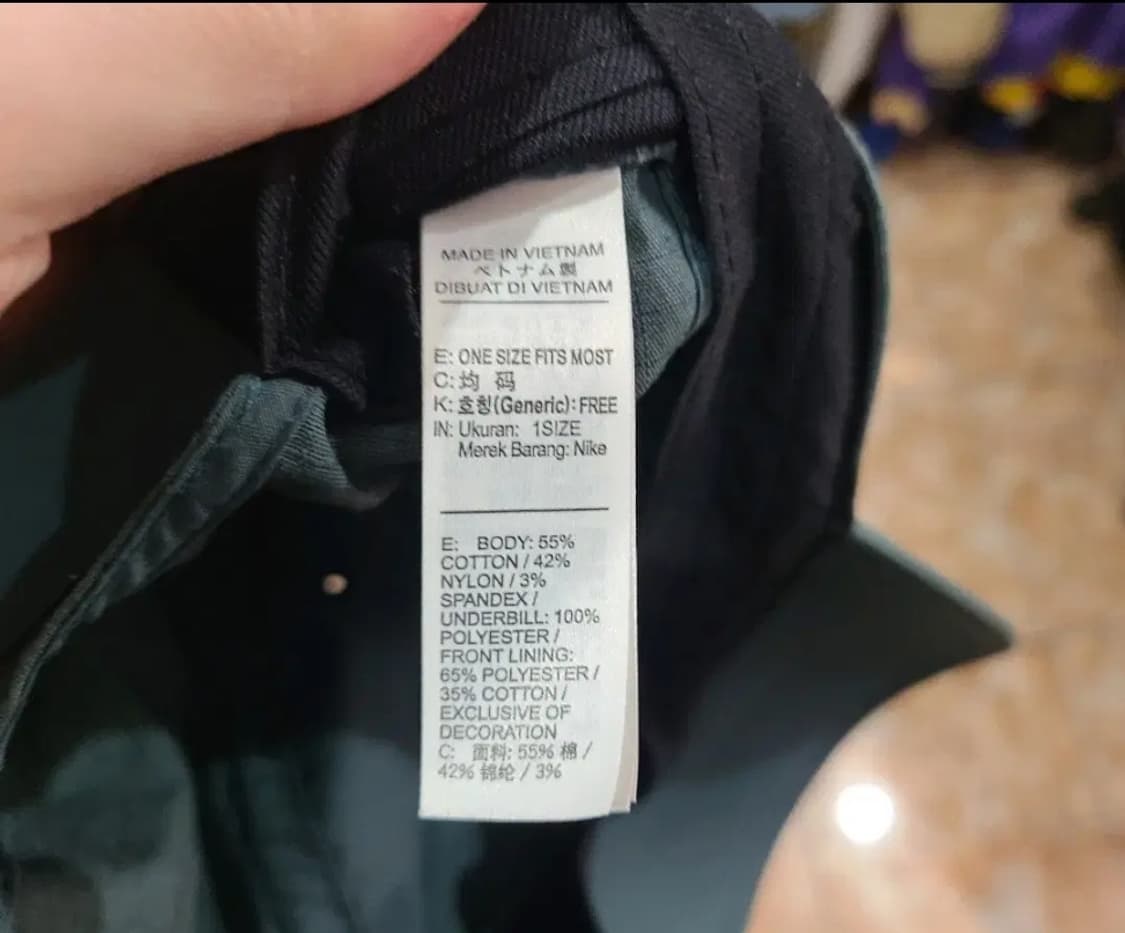 MADE IN VIETNAM
ベトナム製
DIBUAT DI VIETNAM
E: ONE SIZE FITS MOST
C: 均 码
K: 호칭(Generic): FREE
IN: Ukuran: 1SIZE
Merek Barang: Nike
E: BODY: 55%
COTTON / 42%
NYLON / 3%
SPANDEX /
UNDERBILL: 100%
POLYESTER /
FRONT LINING:
65% POLYESTER /
35% COTTON /
EXCLUSIVE OF
DECORATION
C: 面料: 55% 棉 /
42% 锦纶 / 3%